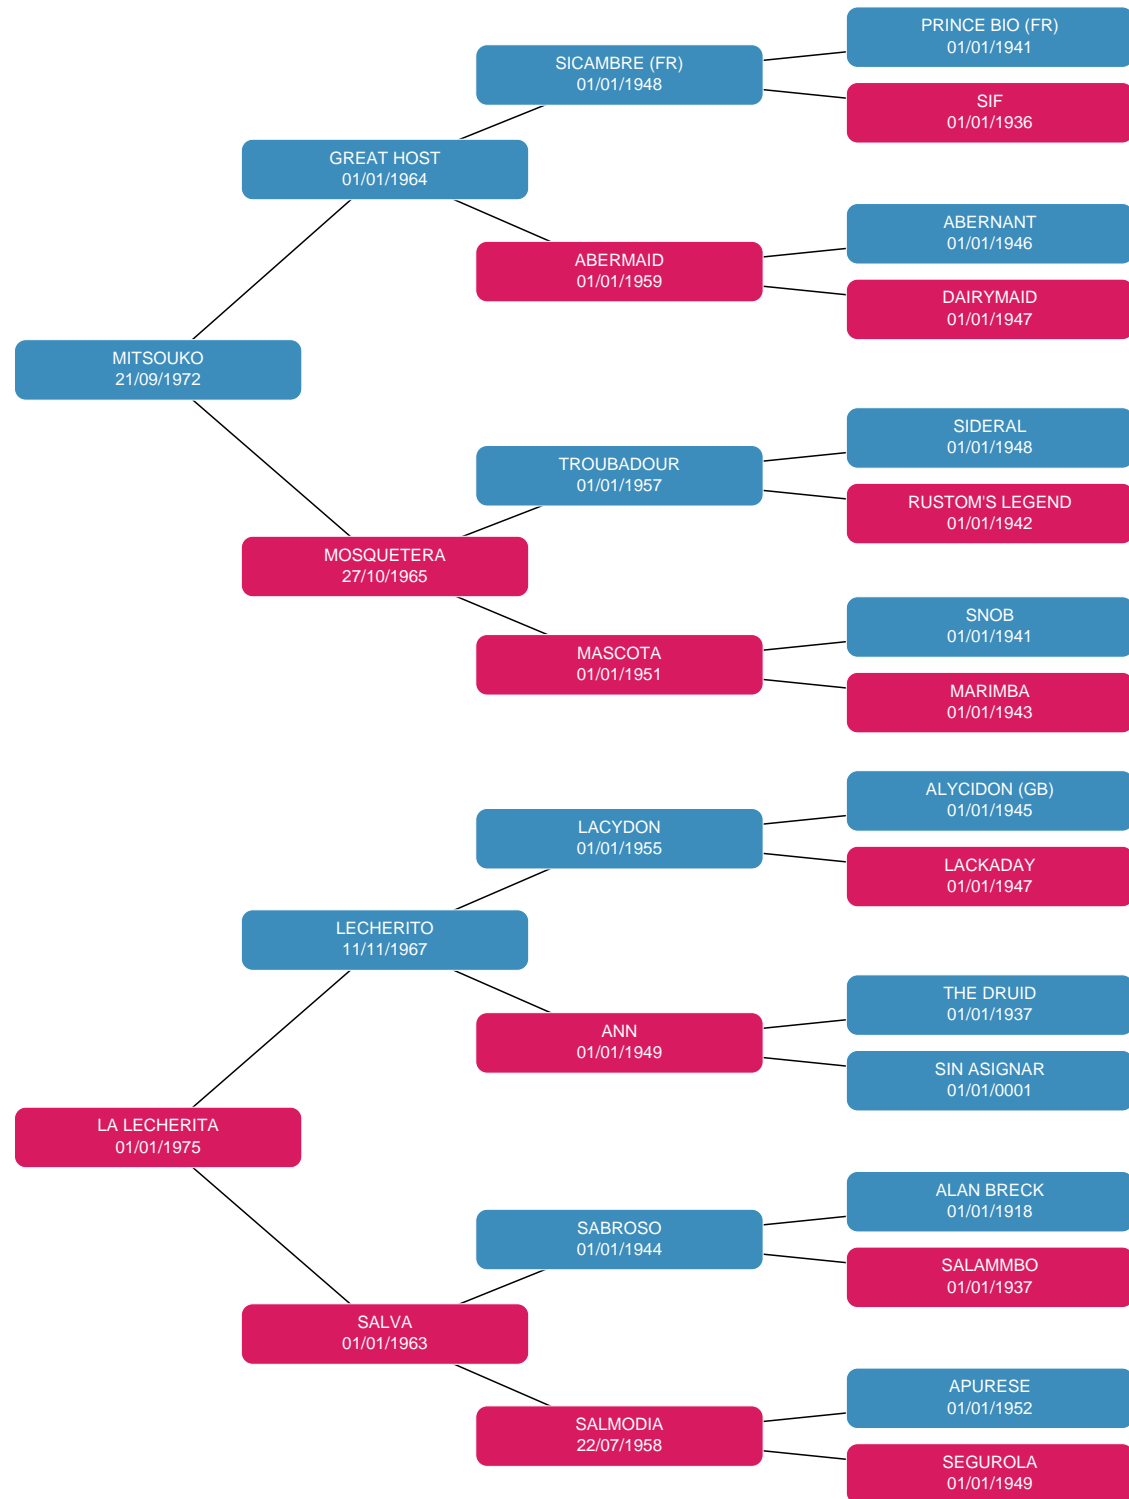 PRINCE BIO (FR)
01/01/1941
SICAMBRE (FR)
01/01/1948
SIF
01/01/1936
GREAT HOST
01/01/1964
ABERNANT
01/01/1946
ABERMAID
01/01/1959
DAIRYMAID
01/01/1947
MITSOUKO
21/09/1972
SIDERAL
01/01/1948
TROUBADOUR
01/01/1957
RUSTOM'S LEGEND
01/01/1942
MOSQUETERA
27/10/1965
SNOB
01/01/1941
MASCOTA
01/01/1951
MARIMBA
01/01/1943
ALYCIDON (GB)
01/01/1945
LACYDON
01/01/1955
LACKADAY
01/01/1947
LECHERITO
11/11/1967
THE DRUID
01/01/1937
ANN
01/01/1949
SIN ASIGNAR
01/01/0001
LA LECHERITA
01/01/1975
ALAN BRECK
01/01/1918
SABROSO
01/01/1944
SALAMMBO
01/01/1937
SALVA
01/01/1963
APURESE
01/01/1952
SALMODIA
22/07/1958
SEGUROLA
01/01/1949